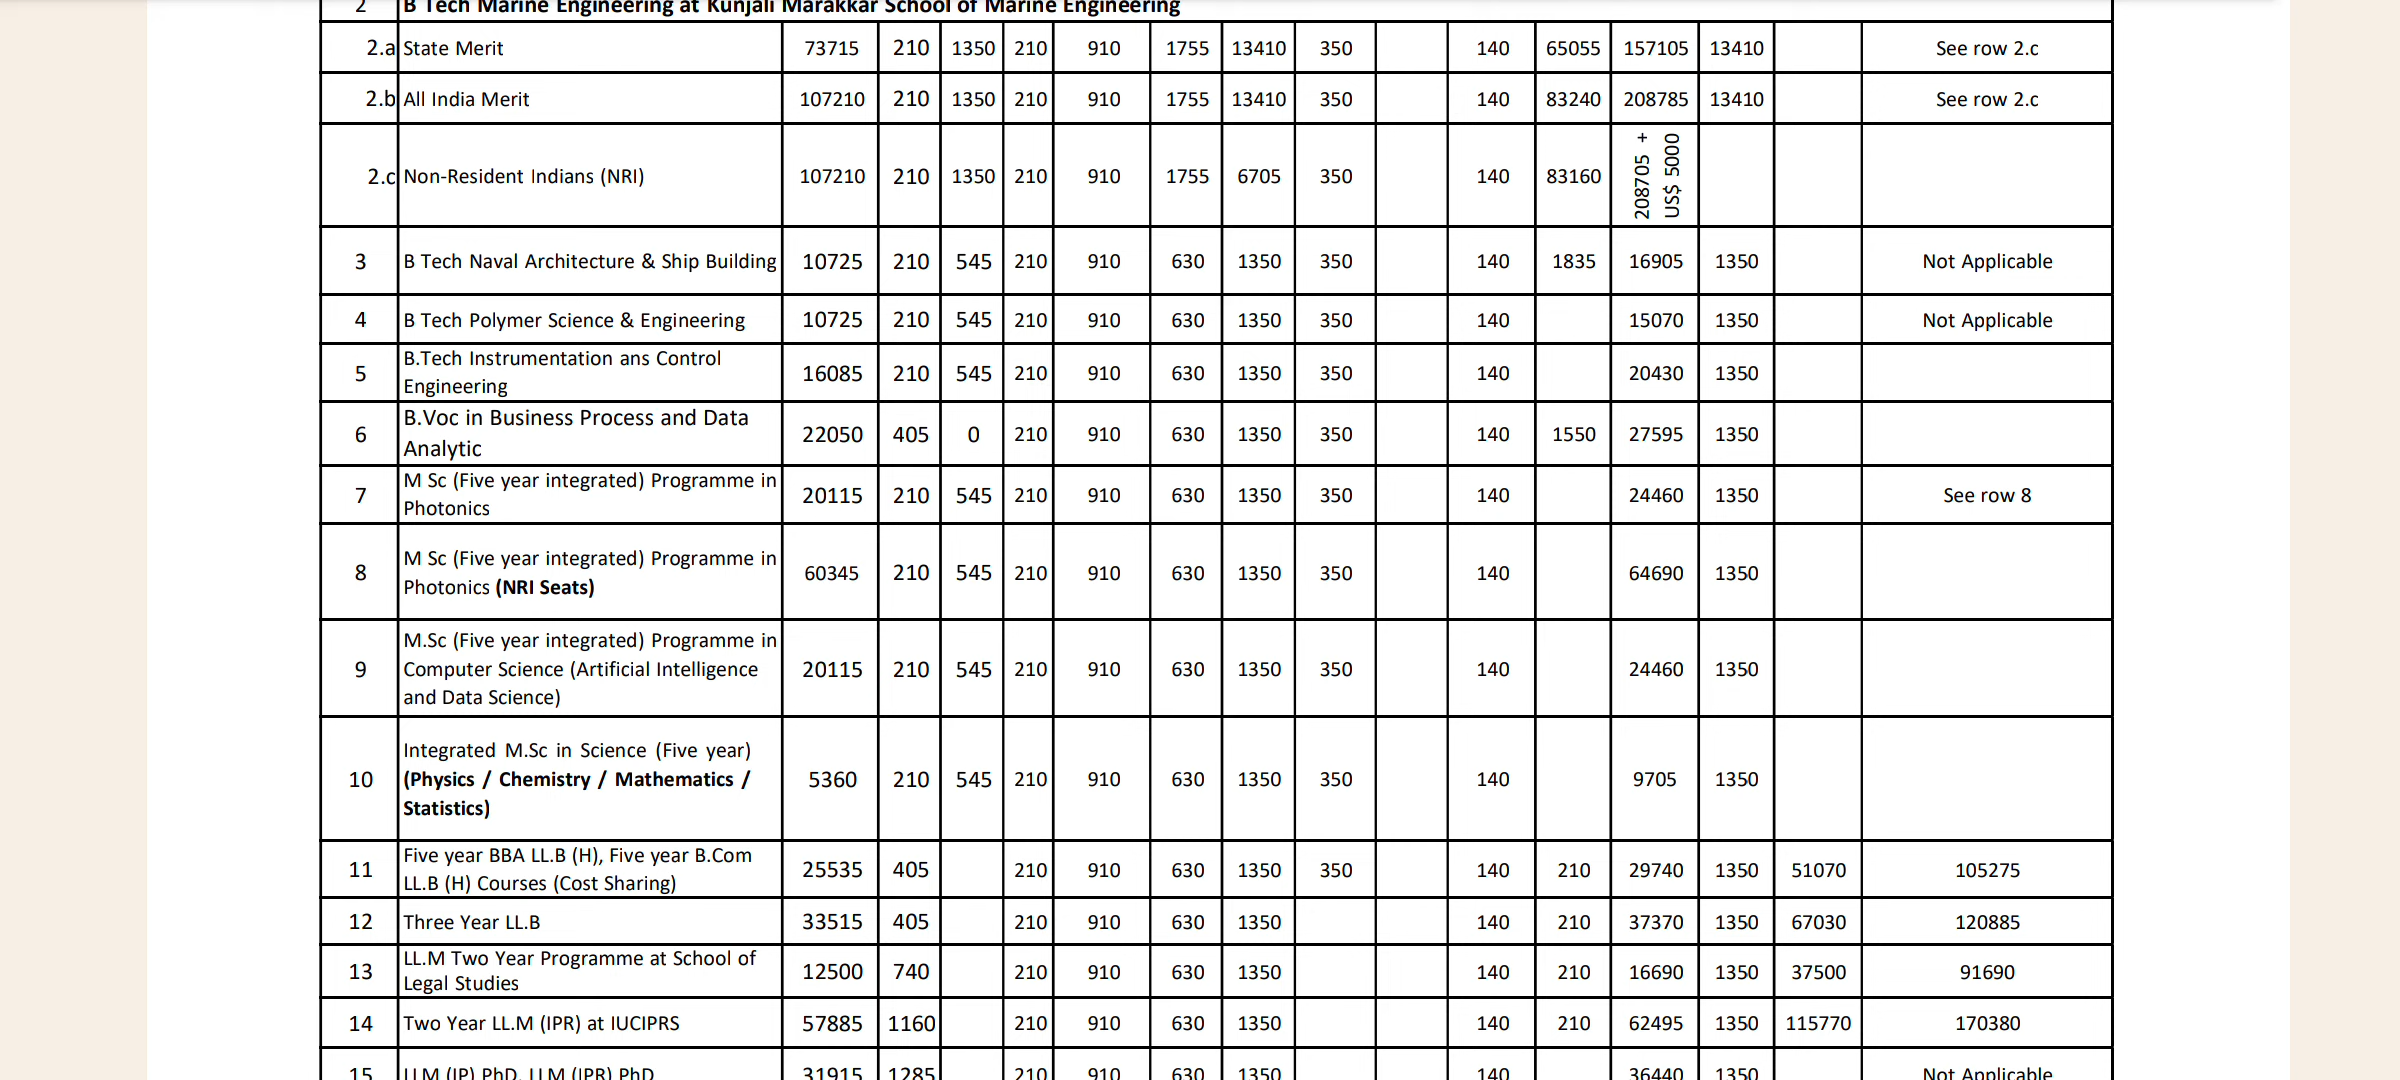 2 B Tech Marine Engineering at Kunjali Marakkar School of Marine Engineering
2.a State Merit 73715 210 1350 210 910 1755 13410 350 140 65055 157105 13410 See row 2.c
2.b All India Merit 107210 210 1350 210 910 1755 13410 350 140 83240 208785 13410 See row 2.c
2.c Non-Resident Indians (NRI) 107210 210 1350 210 910 1755 6705 350 140 83160 208705 +
US$ 5000
3 B Tech Naval Architecture & Ship Building 10725 210 545 210 910 630 1350 350 140 1835 16905 1350 Not Applicable
4 B Tech Polymer Science & Engineering 10725 210 545 210 910 630 1350 350 140 15070 1350 Not Applicable
5 B.Tech Instrumentation ans Control
Engineering 16085 210 545 210 910 630 1350 350 140 20430 1350
6 B.Voc in Business Process and Data
Analytic 22050 405 0 210 910 630 1350 350 140 1550 27595 1350
7 M Sc (Five year integrated) Programme in
Photonics 20115 210 545 210 910 630 1350 350 140 24460 1350 See row 8
8 M Sc (Five year integrated) Programme in
Photonics (NRI Seats) 60345 210 545 210 910 630 1350 350 140 64690 1350
9 M.Sc (Five year integrated) Programme in
Computer Science (Artificial Intelligence
and Data Science) 20115 210 545 210 910 630 1350 350 140 24460 1350
10 Integrated M.Sc in Science (Five year)
(Physics / Chemistry / Mathematics /
Statistics) 5360 210 545 210 910 630 1350 350 140 9705 1350
11 Five year BBA LL.B (H), Five year B.Com
LL.B (H) Courses (Cost Sharing) 25535 405 210 910 630 1350 350 140 210 29740 1350 51070 105275
12 Three Year LL.B 33515 405 210 910 630 1350 140 210 37370 1350 67030 120885
13 LL.M Two Year Programme at School of
Legal Studies 12500 740 210 910 630 1350 140 210 16690 1350 37500 91690
14 Two Year LL.M (IPR) at IUCIPRS 57885 1160 210 910 630 1350 140 210 62495 1350 115770 170380
15 LLM (IP) PhD, LLM (IPR) PhD 31915 1285 210 910 630 1350 140 36440 1350 Not Applicable